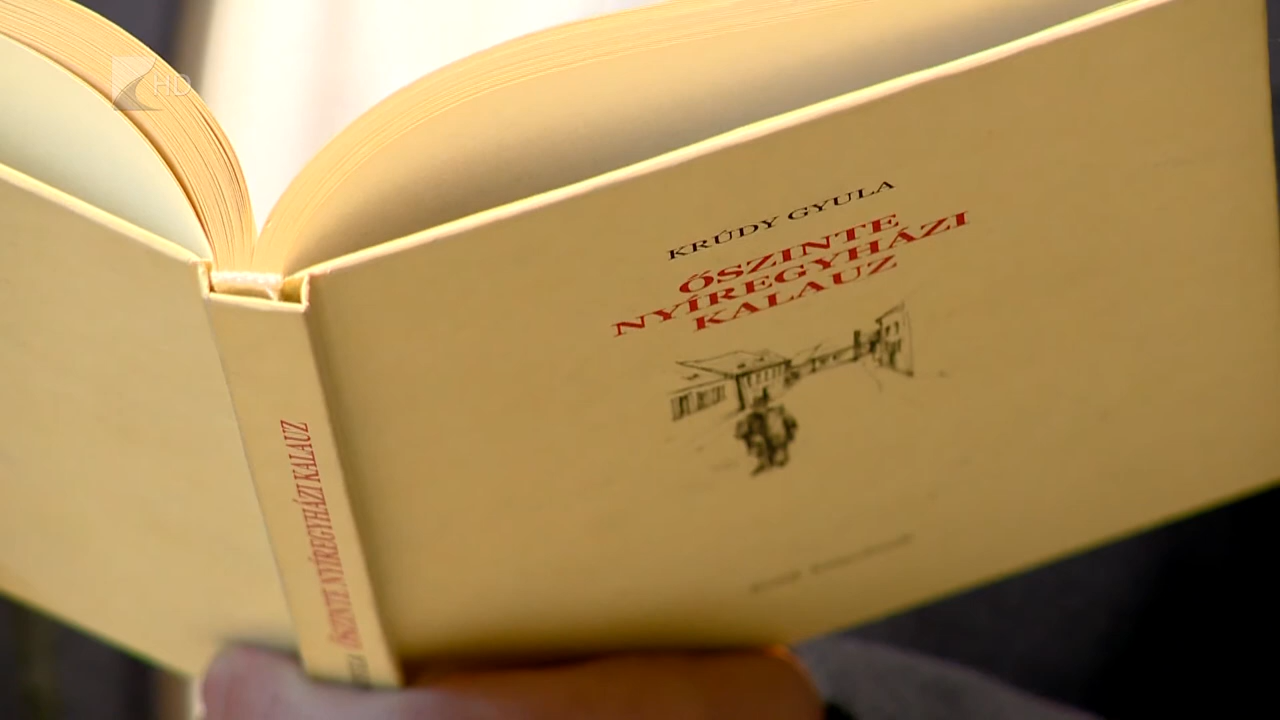 HD
KRÚDY GYULA
ŐSZINTE
NYÍREGYHÁZI
KALAUZ
ŐSZINTE NYÍREGYHÁZI KALAUZ